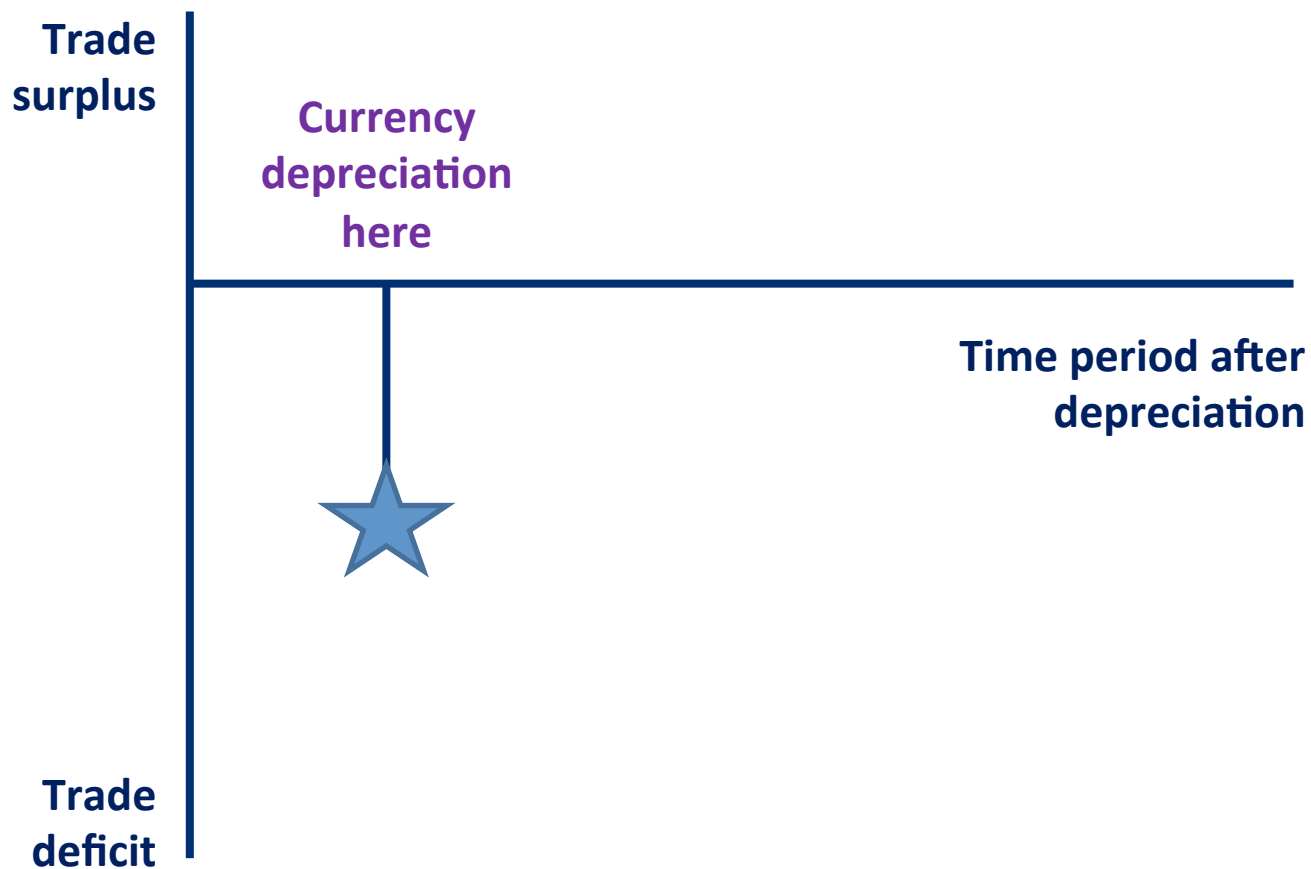 Trade
surplus
Currency
depreciation
here
Time period after
depreciation
Trade
deficit